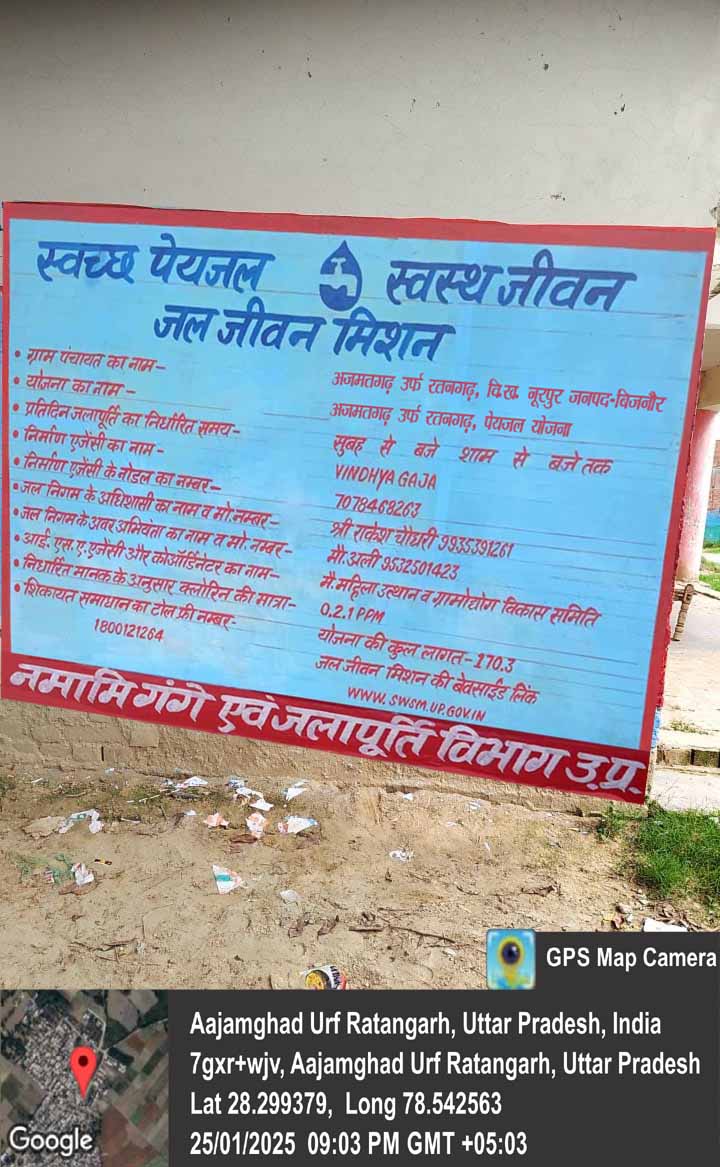 स्वच्छ पेयजल स्वस्थ जीवन
जल जीवन मिशन
• ग्राम पंचायत का नाम– अजमतगढ़ उर्फ रतनगढ़, वि.ख. नूरपुर जनपद-बिजनौर
• योजना का नाम – अजमतगढ़ उर्फ रतनगढ़, पेयजल योजना
• प्रतिदिन जलापूर्ति का निर्धारित समय– सुबह से बजे शाम से बजे तक
• निर्माण एजेंसी का नाम – VINDHYA GAJA
• निर्माण एजेंसी के नोडल का नम्बर– 7078468263
• जल निगम के अधिशासी का नाम व मो.नम्बर– श्री राकेश चौधरी 9935391261
• जल निगम के अवर अभियंता का नाम व मो. नम्बर– मौ.अली 9532501423
• आई. एस. ए. एजेंसी और कोऑर्डिनेटर का नाम– मै. महिला उत्थान व ग्रामोद्योग विकास समिति
• निर्धारित मानक के अनुसार क्लोरिन की मात्रा– 0.2.1 PPM
• शिकायत समाधान का टोल फ्री नम्बर– योजना की कुल लागत–170.3
1800121264 जल जीवन मिशन की बेवसाईड लिंक
WWW.SWSM.UP.GOV.IN
नमामि गंगे एवं जलापूर्ति विभाग उ.प्र.
GPS Map Camera
Aajamghad Urf Ratangarh, Uttar Pradesh, India
7gxr+wjv, Aajamghad Urf Ratangarh, Uttar Pradesh
Lat 28.299379, Long 78.542563
25/01/2025 09:03 PM GMT +05:03
Google